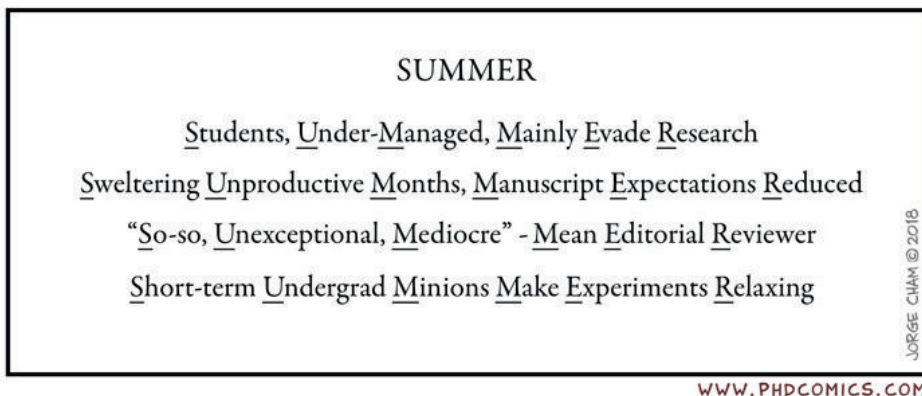 SUMMER
Students, Under-Managed, Mainly Evade Research
Sweltering Unproductive Months, Manuscript Expectations Reduced
“So-so, Unexceptional, Mediocre” - Mean Editorial Reviewer
Short-term Undergrad Minions Make Experiments Relaxing
JORGE CHAM © 2018
WWW.PHDCOMICS.COM